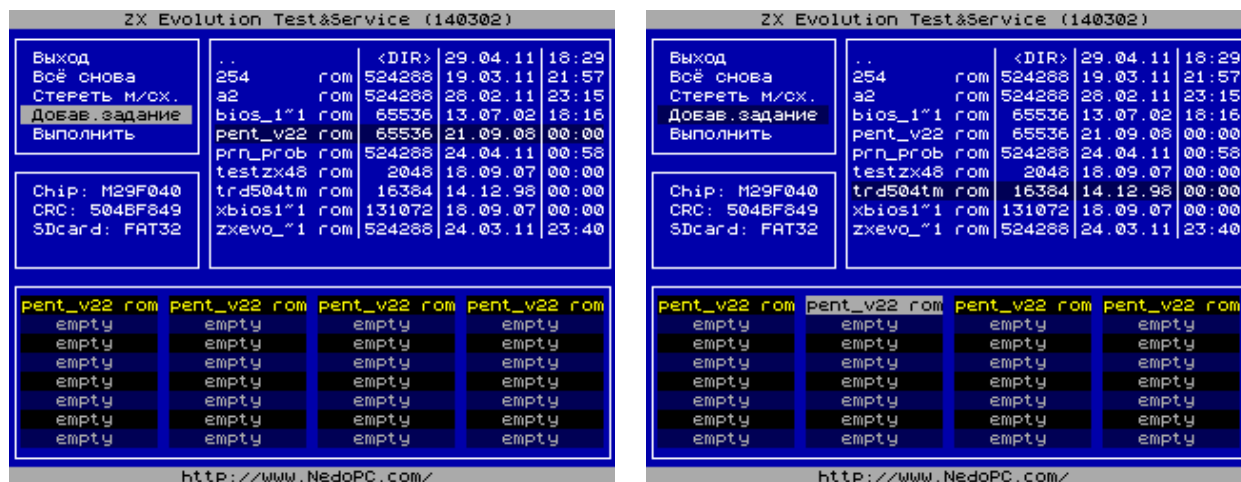 ZX Evolution Test&Service (140302)
Выход
Всё снова
Стереть м/сх.
Довав.задание
Выполнить
.. <DIR> 29.04.11 18:29
254 rom 524288 19.03.11 21:57
a2 rom 524288 28.02.11 23:15
bios_1~1 rom 65536 13.07.02 18:16
pent_v22 rom 65536 21.09.08 00:00
prn_prob rom 524288 24.04.11 00:58
testzx48 rom 2048 18.09.07 00:00
trd504tm rom 16384 14.12.98 00:00
xbios1~1 rom 131072 18.09.07 00:00
zxevo_~1 rom 524288 24.03.11 23:40
Chip: M29F040
CRC: 504BF849
SDcard: FAT32
pent_v22 rom pent_v22 rom pent_v22 rom pent_v22 rom
empty empty empty empty
empty empty empty empty
empty empty empty empty
empty empty empty empty
empty empty empty empty
empty empty empty empty
empty empty empty empty
http://www.NedoPC.com/
ZX Evolution Test&Service (140302)
Выход
Всё снова
Стереть м/сх.
Довав.задание
Выполнить
.. <DIR> 29.04.11 18:29
254 rom 524288 19.03.11 21:57
a2 rom 524288 28.02.11 23:15
bios_1~1 rom 65536 13.07.02 18:16
pent_v22 rom 65536 21.09.08 00:00
prn_prob rom 524288 24.04.11 00:58
testzx48 rom 2048 18.09.07 00:00
trd504tm rom 16384 14.12.98 00:00
xbios1~1 rom 131072 18.09.07 00:00
zxevo_~1 rom 524288 24.03.11 23:40
Chip: M29F040
CRC: 504BF849
SDcard: FAT32
pent_v22 rom pent_v22 rom pent_v22 rom pent_v22 rom
empty empty empty empty
empty empty empty empty
empty empty empty empty
empty empty empty empty
empty empty empty empty
empty empty empty empty
empty empty empty empty
http://www.NedoPC.com/